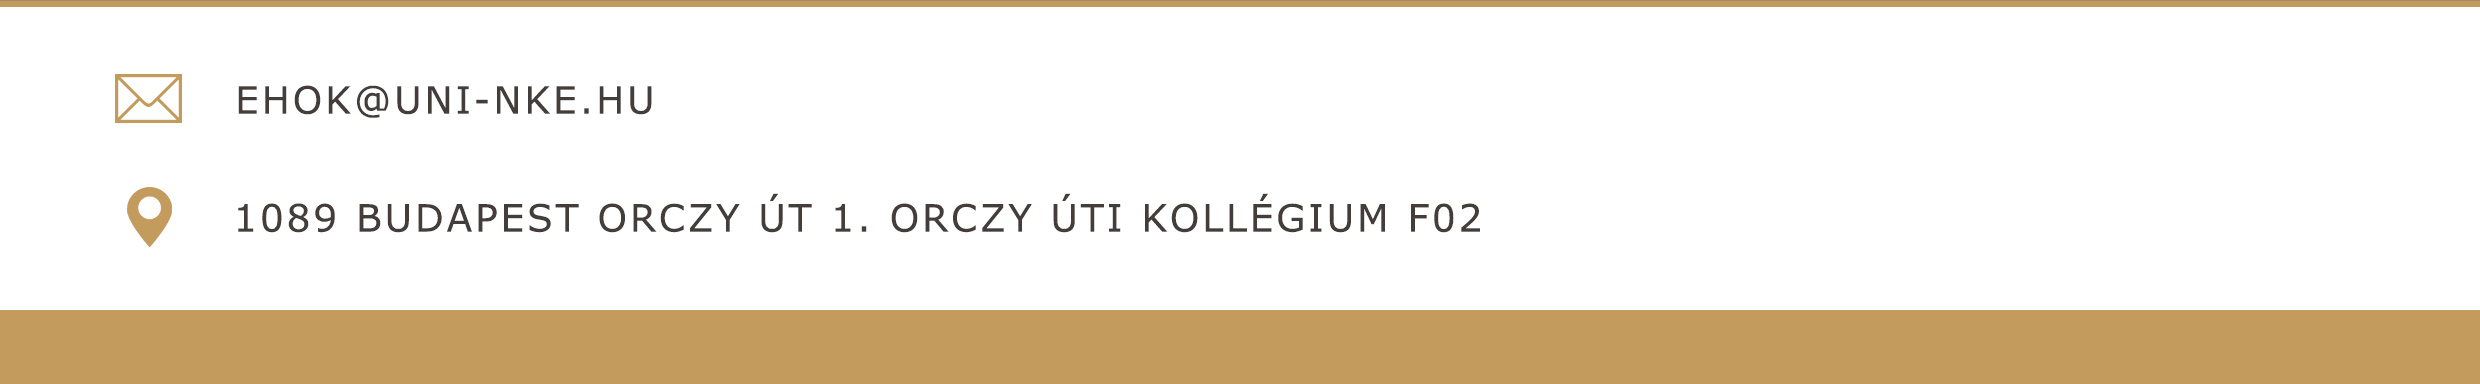 EHOK@UNI-NKE.HU
1089 BUDAPEST ORCZY ÚT 1. ORCZY ÚTI KOLLÉGIUM F02